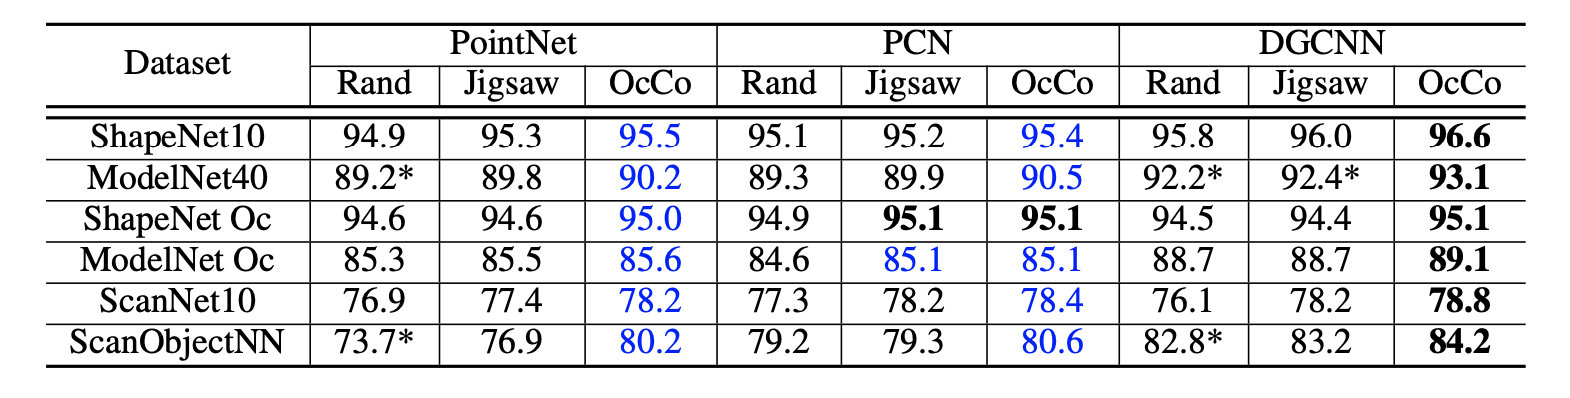 Dataset PointNet PCN DGCNN
Rand Jigsaw OcCo Rand Jigsaw OcCo Rand Jigsaw OcCo
ShapeNet10 94.9 95.3 95.5 95.1 95.2 95.4 95.8 96.0 96.6
ModelNet40 89.2* 89.8 90.2 89.3 89.9 90.5 92.2* 92.4* 93.1
ShapeNet Oc 94.6 94.6 95.0 94.9 95.1 95.1 94.5 94.4 95.1
ModelNet Oc 85.3 85.5 85.6 84.6 85.1 85.1 88.7 88.7 89.1
ScanNet10 76.9 77.4 78.2 77.3 78.2 78.4 76.1 78.2 78.8
ScanObjectNN 73.7* 76.9 80.2 79.2 79.3 80.6 82.8* 83.2 84.2